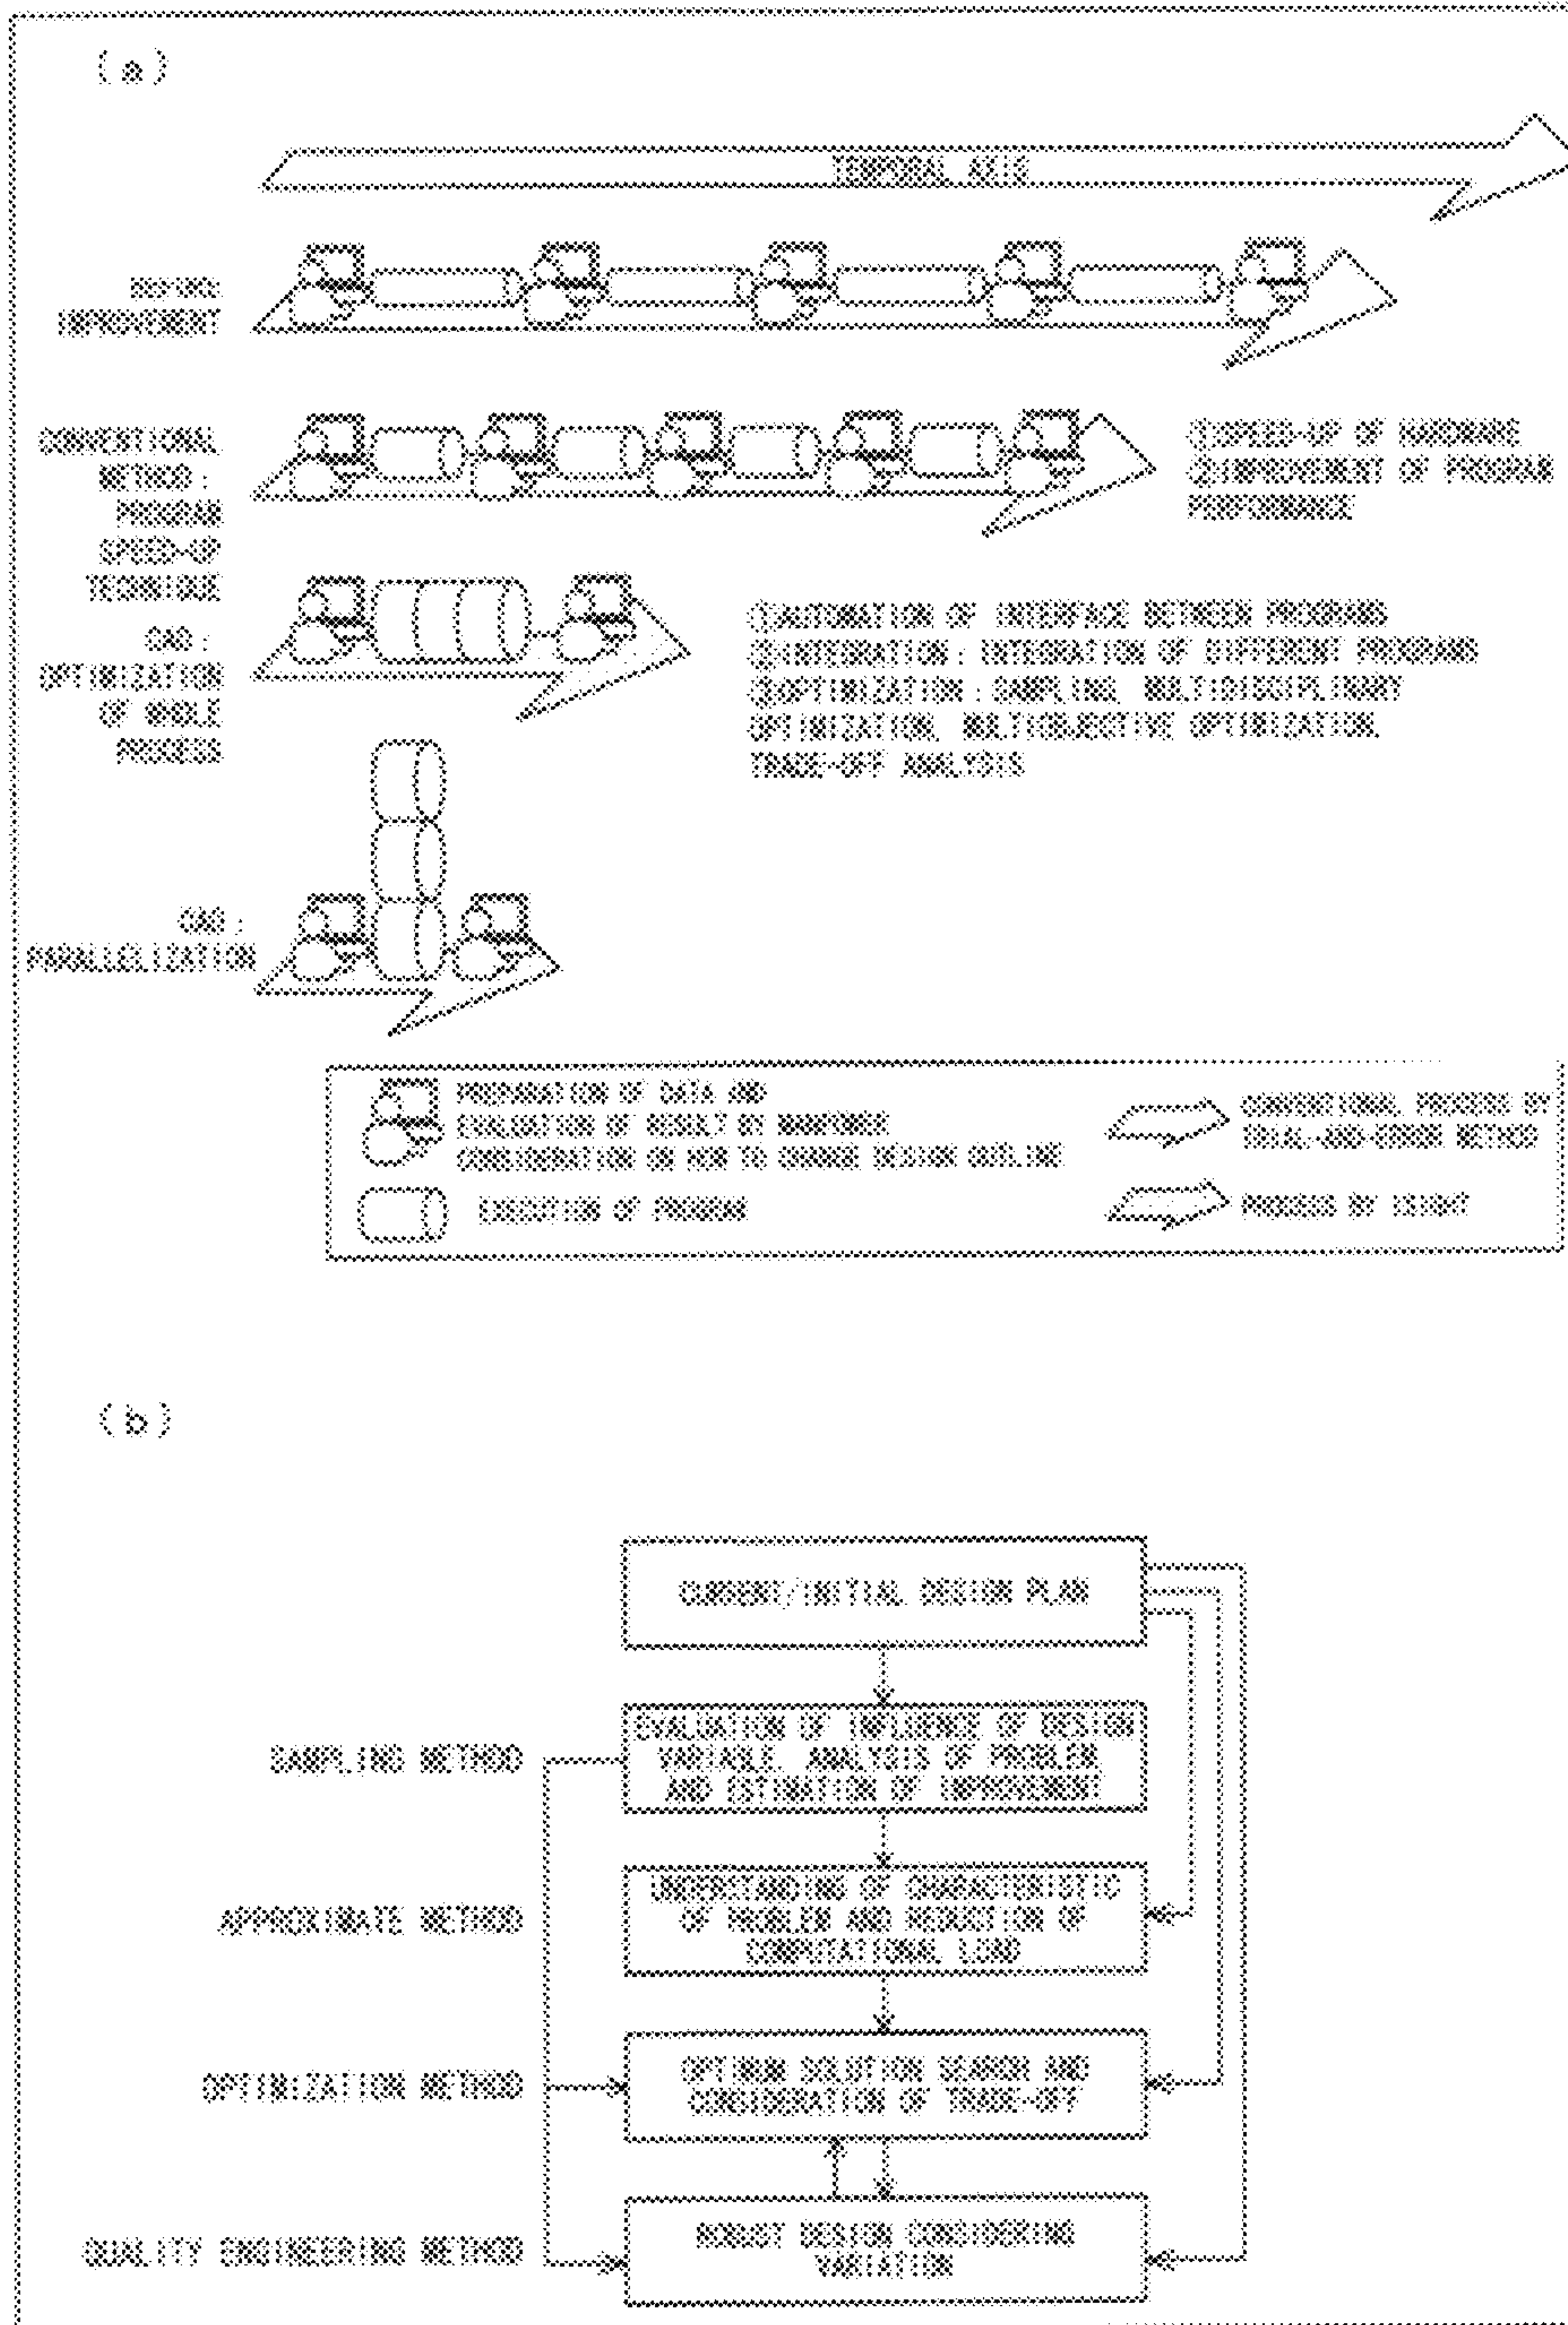 (a)
TEMPORAL AXIS
BEFORE
IMPROVEMENT
CONVENTIONAL
METHOD :
PROGRAM
SPEED-UP
TECHNIQUE
①SPEED-UP OF HARDWARE
②IMPROVEMENT OF PROGRAM
PERFORMANCE
CAO :
OPTIMIZATION
OF WHOLE
PROCESS
①AUTOMATION OF INTERFACE BETWEEN PROGRAMS
②INTEGRATION : INTEGRATION OF DIFFERENT PROGRAMS
③OPTIMIZATION : SAMPLING, MULTIDISCIPLINARY
OPTIMIZATION, MULTIOBJECTIVE OPTIMIZATION,
TRADE-OFF ANALYSIS
CAO :
PARALLELIZATION
PREPARATION OF DATA AND
EVALUATION OF RESULT BY MANPOWER
CONSIDERATION ON HOW TO CHANGE DESIGN OUTLINE
EXECUTION OF PROGRAM
CONVENTIONAL PROCESS BY
TRIAL-AND-ERROR METHOD
PROCESS BY ISIGHT
(b)
CURRENT/INITIAL DESIGN PLAN
SAMPLING METHOD
EVALUATION OF INFLUENCE OF DESIGN
VARIABLE, ANALYSIS OF PROBLEM
AND ESTIMATION OF IMPROVEMENT
APPROXIMATE METHOD
UNDERSTANDING OF CHARACTERISTIC
OF PROBLEM AND REDUCTION OF
COMPUTATIONAL LOAD
OPTIMIZATION METHOD
OPTIMUM SOLUTION SEARCH AND
CONSIDERATION OF TRADE-OFF
QUALITY ENGINEERING METHOD
ROBUST DESIGN CONSIDERING
VARIATION